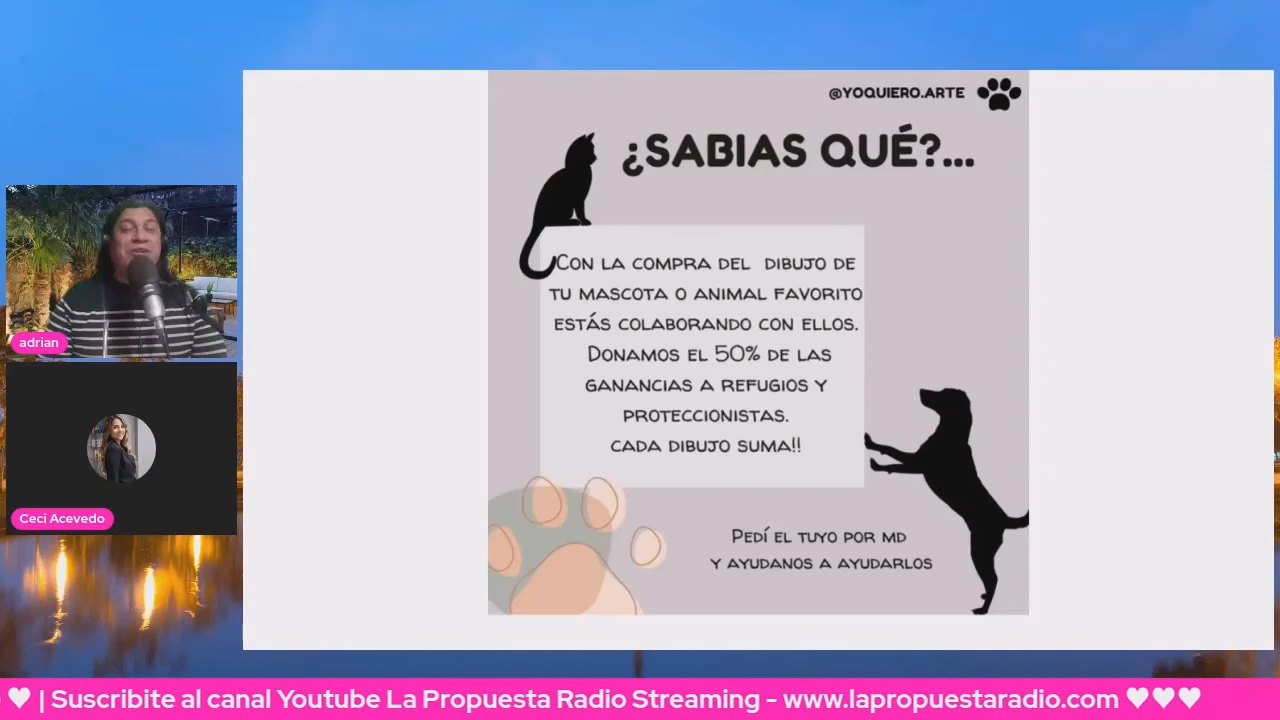 @YOQUIERO.ARTE
¿SABIAS QUÉ?...
CON LA COMPRA DEL DIBUJO DE
TU MASCOTA O ANIMAL FAVORITO
ESTÁS COLABORANDO CON ELLOS.
DONAMOS EL 50% DE LAS
GANANCIAS A REFUGIOS Y
PROTECCIONISTAS.
CADA DIBUJO SUMA!!
PEDÍ EL TUYO POR MD
Y AYUDANOS A AYUDARLOS
adrian
Ceci Acevedo
♥ | Suscribite al canal Youtube La Propuesta Radio Streaming - www.lapropuestaradio.com ♥♥♥